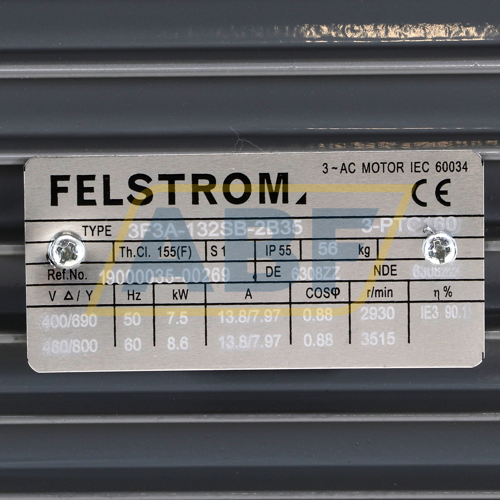 FELSTROM
3~AC MOTOR IEC 60034
CE
TYPE 3F3A-132SB-2B35 3-PTC160
Th.Cl. 155(F) S1 IP 55 56 kg
Ref.No. 19000035-00269 DE 6308ZZ NDE
V △/Y Hz kW A COSφ r/min η%
400/690 50 7.5 13.8/7.97 0.88 2930 IE3 90.1
460/800 60 8.6 13.8/7.97 0.88 3515
ABF